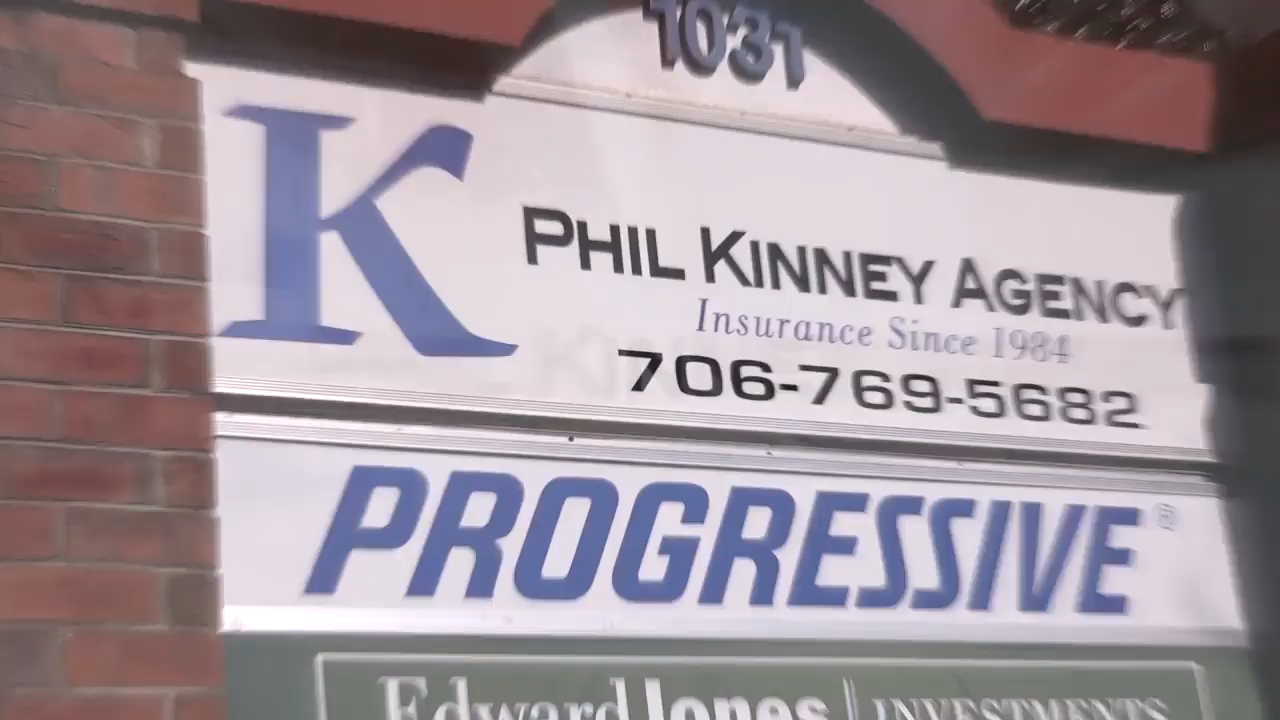 1031
K
PHIL KINNEY AGENCY
Insurance Since 1984
706-769-5682
PROGRESSIVE®
Edward Jones | INVESTMENTS